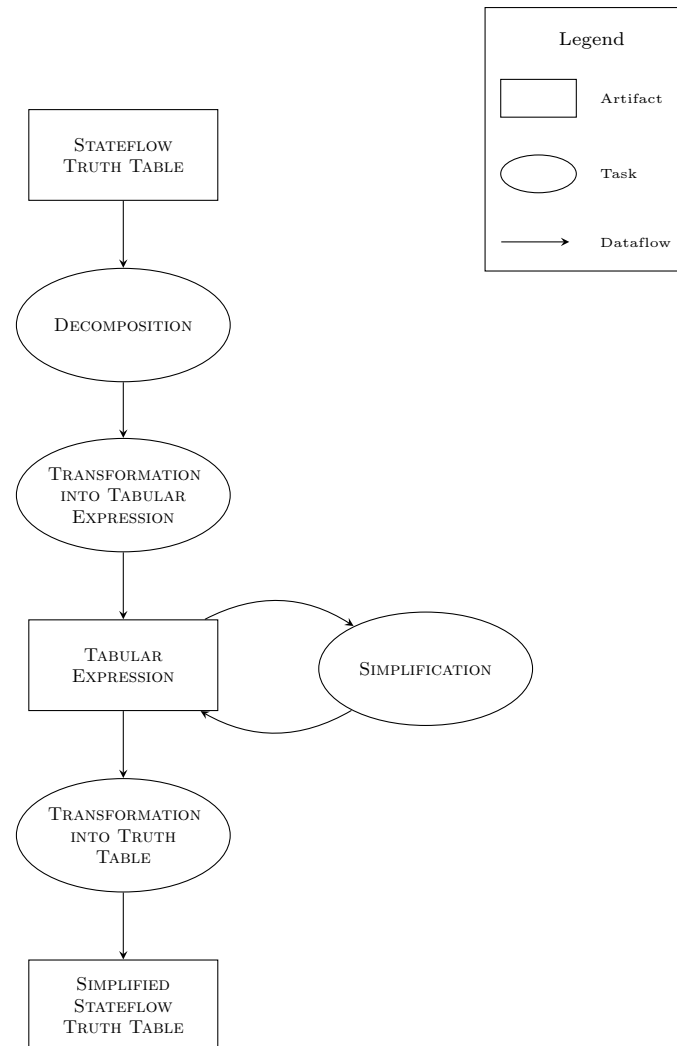 Legend
Artifact
Task
Dataflow
Stateflow
Truth Table
Decomposition
Transformation
into Tabular
Expression
Tabular
Expression
Simplification
Transformation
into Truth
Table
Simplified
Stateflow
Truth Table